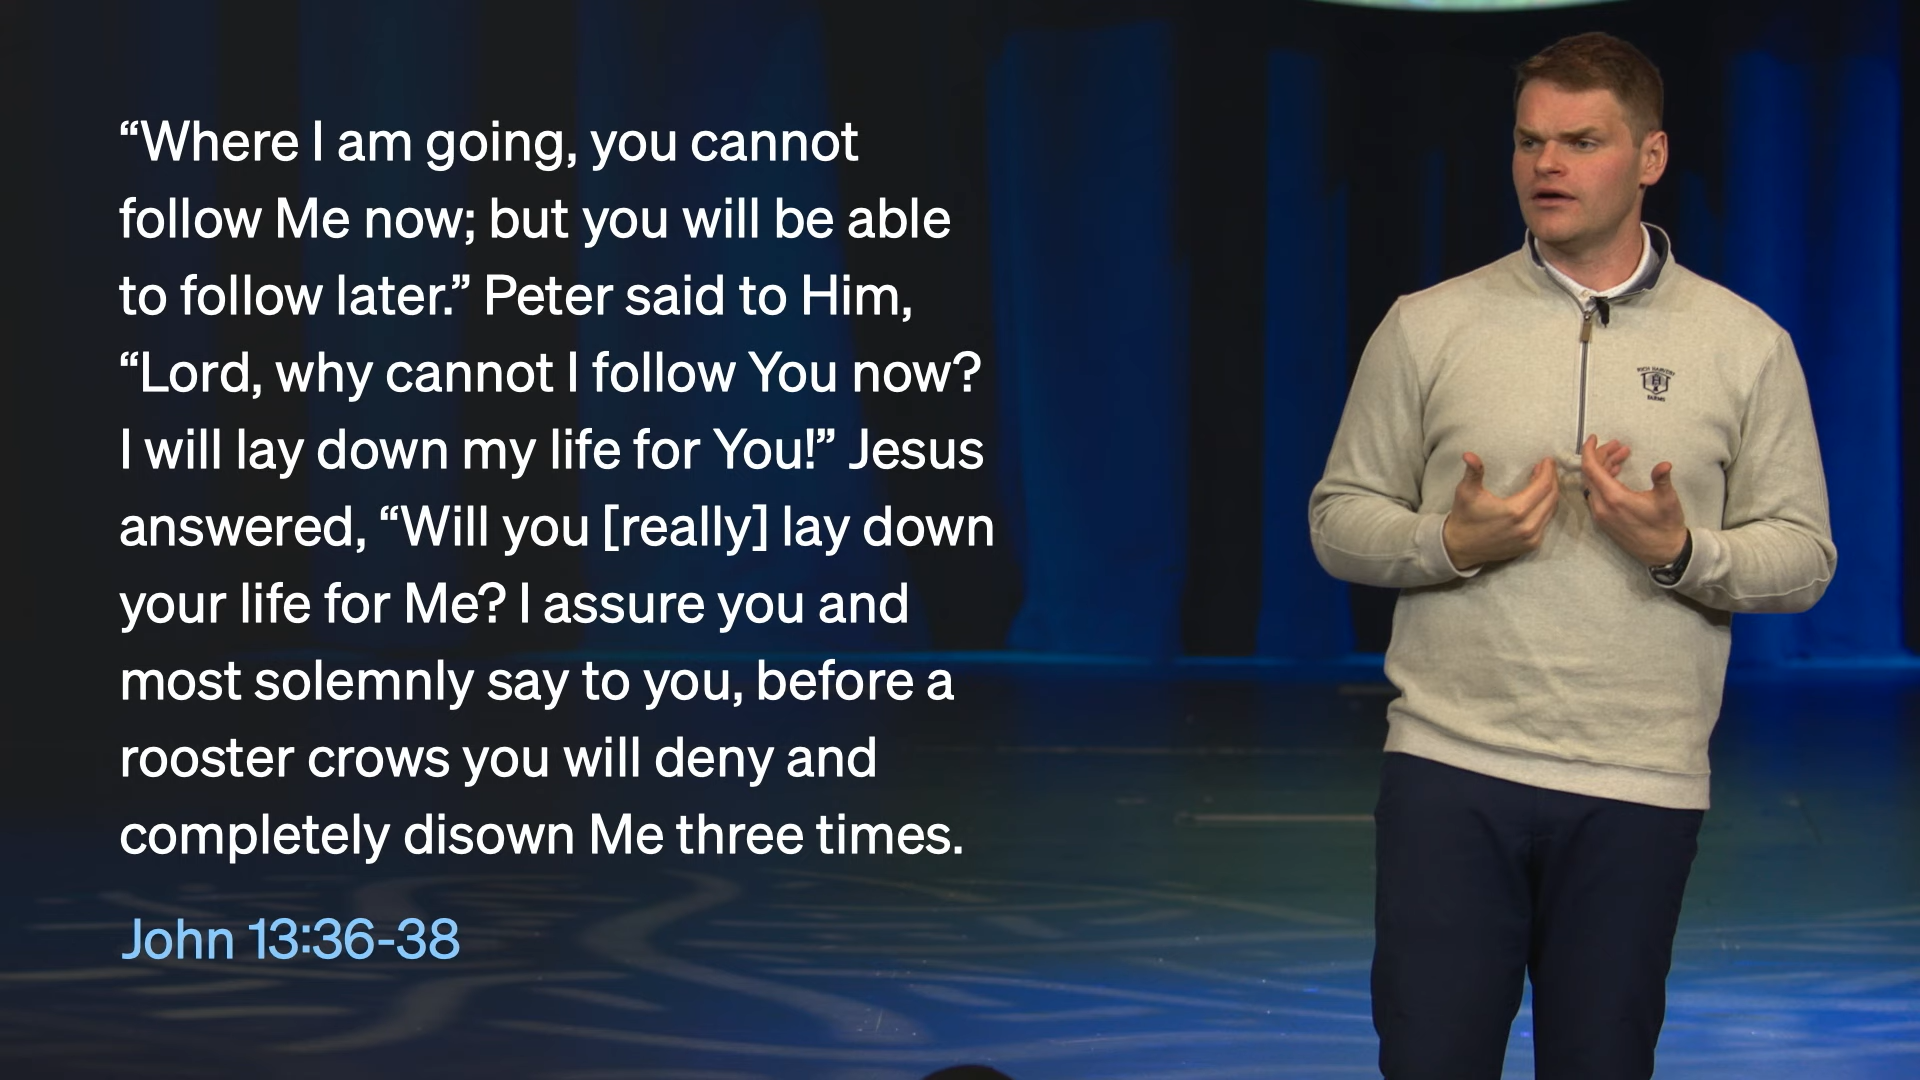 “Where I am going, you cannot
follow Me now; but you will be able
to follow later.” Peter said to Him,
“Lord, why cannot I follow You now?
I will lay down my life for You!” Jesus
answered, “Will you [really] lay down
your life for Me? I assure you and
most solemnly say to you, before a
rooster crows you will deny and
completely disown Me three times.
John 13:36-38
RICH HARVEST
FARMS